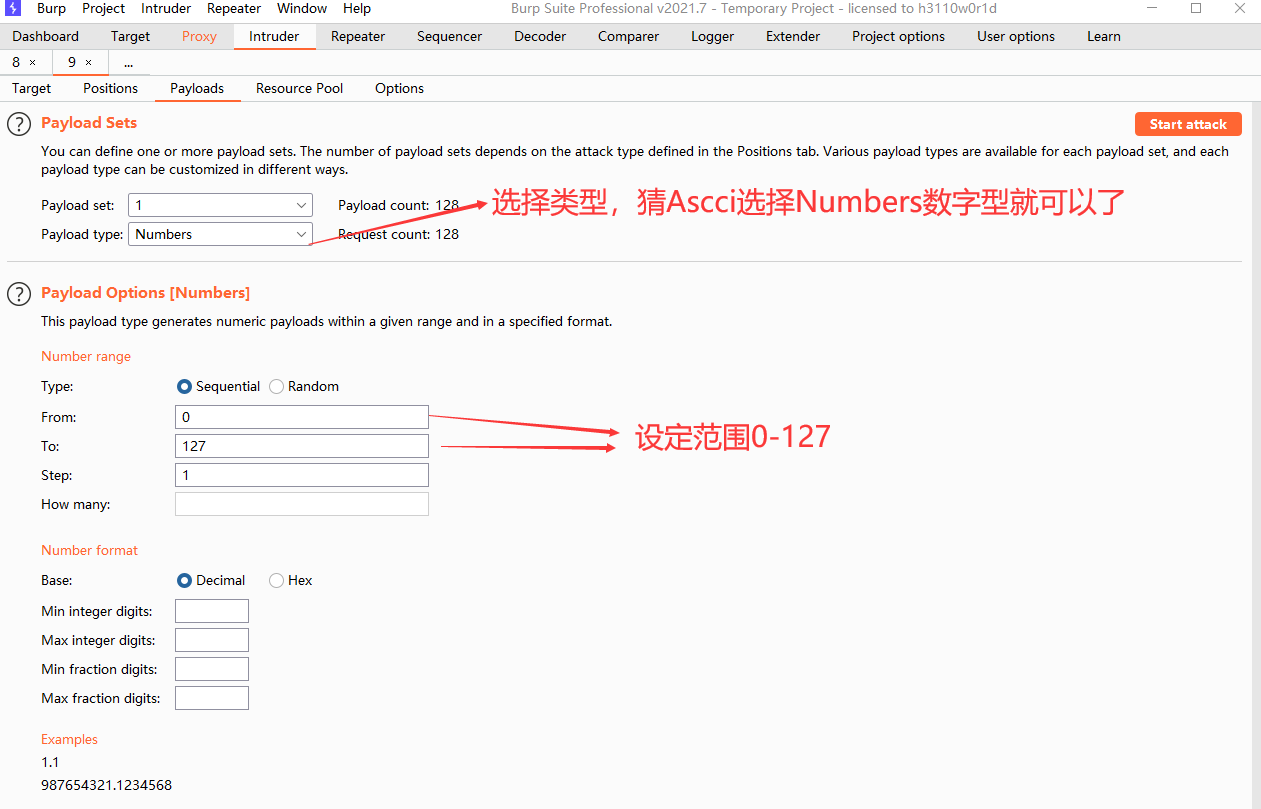 Burp Project Intruder Repeater Window Help Burp Suite Professional v2021.7 - Temporary Project - licensed to h3110w0r1d
Dashboard Target Proxy Intruder Repeater Sequencer Decoder Comparer Logger Extender Project options User options Learn
8 × 9 × ...
Target Positions Payloads Resource Pool Options
? Payload Sets Start attack
You can define one or more payload sets. The number of payload sets depends on the attack type defined in the Positions tab. Various payload types are available for each payload set, and each
payload type can be customized in different ways.
Payload set: 1 Payload count: 128 选择类型，猜Ascci选择Numbers数字型就可以了
Payload type: Numbers Request count: 128
? Payload Options [Numbers]
This payload type generates numeric payloads within a given range and in a specified format.
Number range
Type: Sequential Random
From: 0
设定范围0-127
To: 127
Step: 1
How many:
Number format
Base: Decimal Hex
Min integer digits:
Max integer digits:
Min fraction digits:
Max fraction digits:
Examples
1.1
987654321.1234568